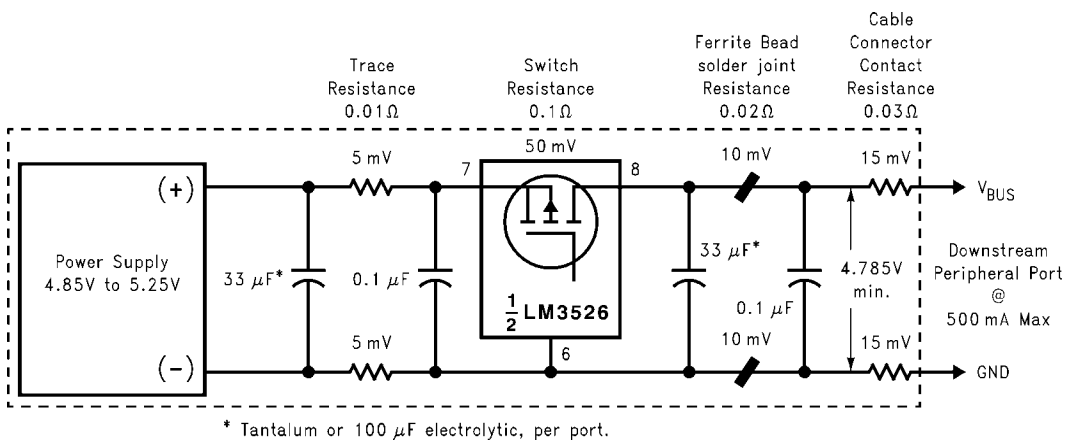 Trace
Resistance
0.01Ω
Switch
Resistance
0.1Ω
Ferrite Bead
solder joint
Resistance
0.02Ω
Cable
Connector
Contact
Resistance
0.03Ω
5 mV
50 mV
10 mV
15 mV
7
8
(+)
V_BUS
Power Supply
4.85V to 5.25V
33 μF*
0.1 μF
33 μF*
0.1 μF
4.785V
min.
Downstream
Peripheral Port
@
500 mA Max
1/2 LM3526
6
5 mV
10 mV
15 mV
(-)
GND
* Tantalum or 100 μF electrolytic, per port.